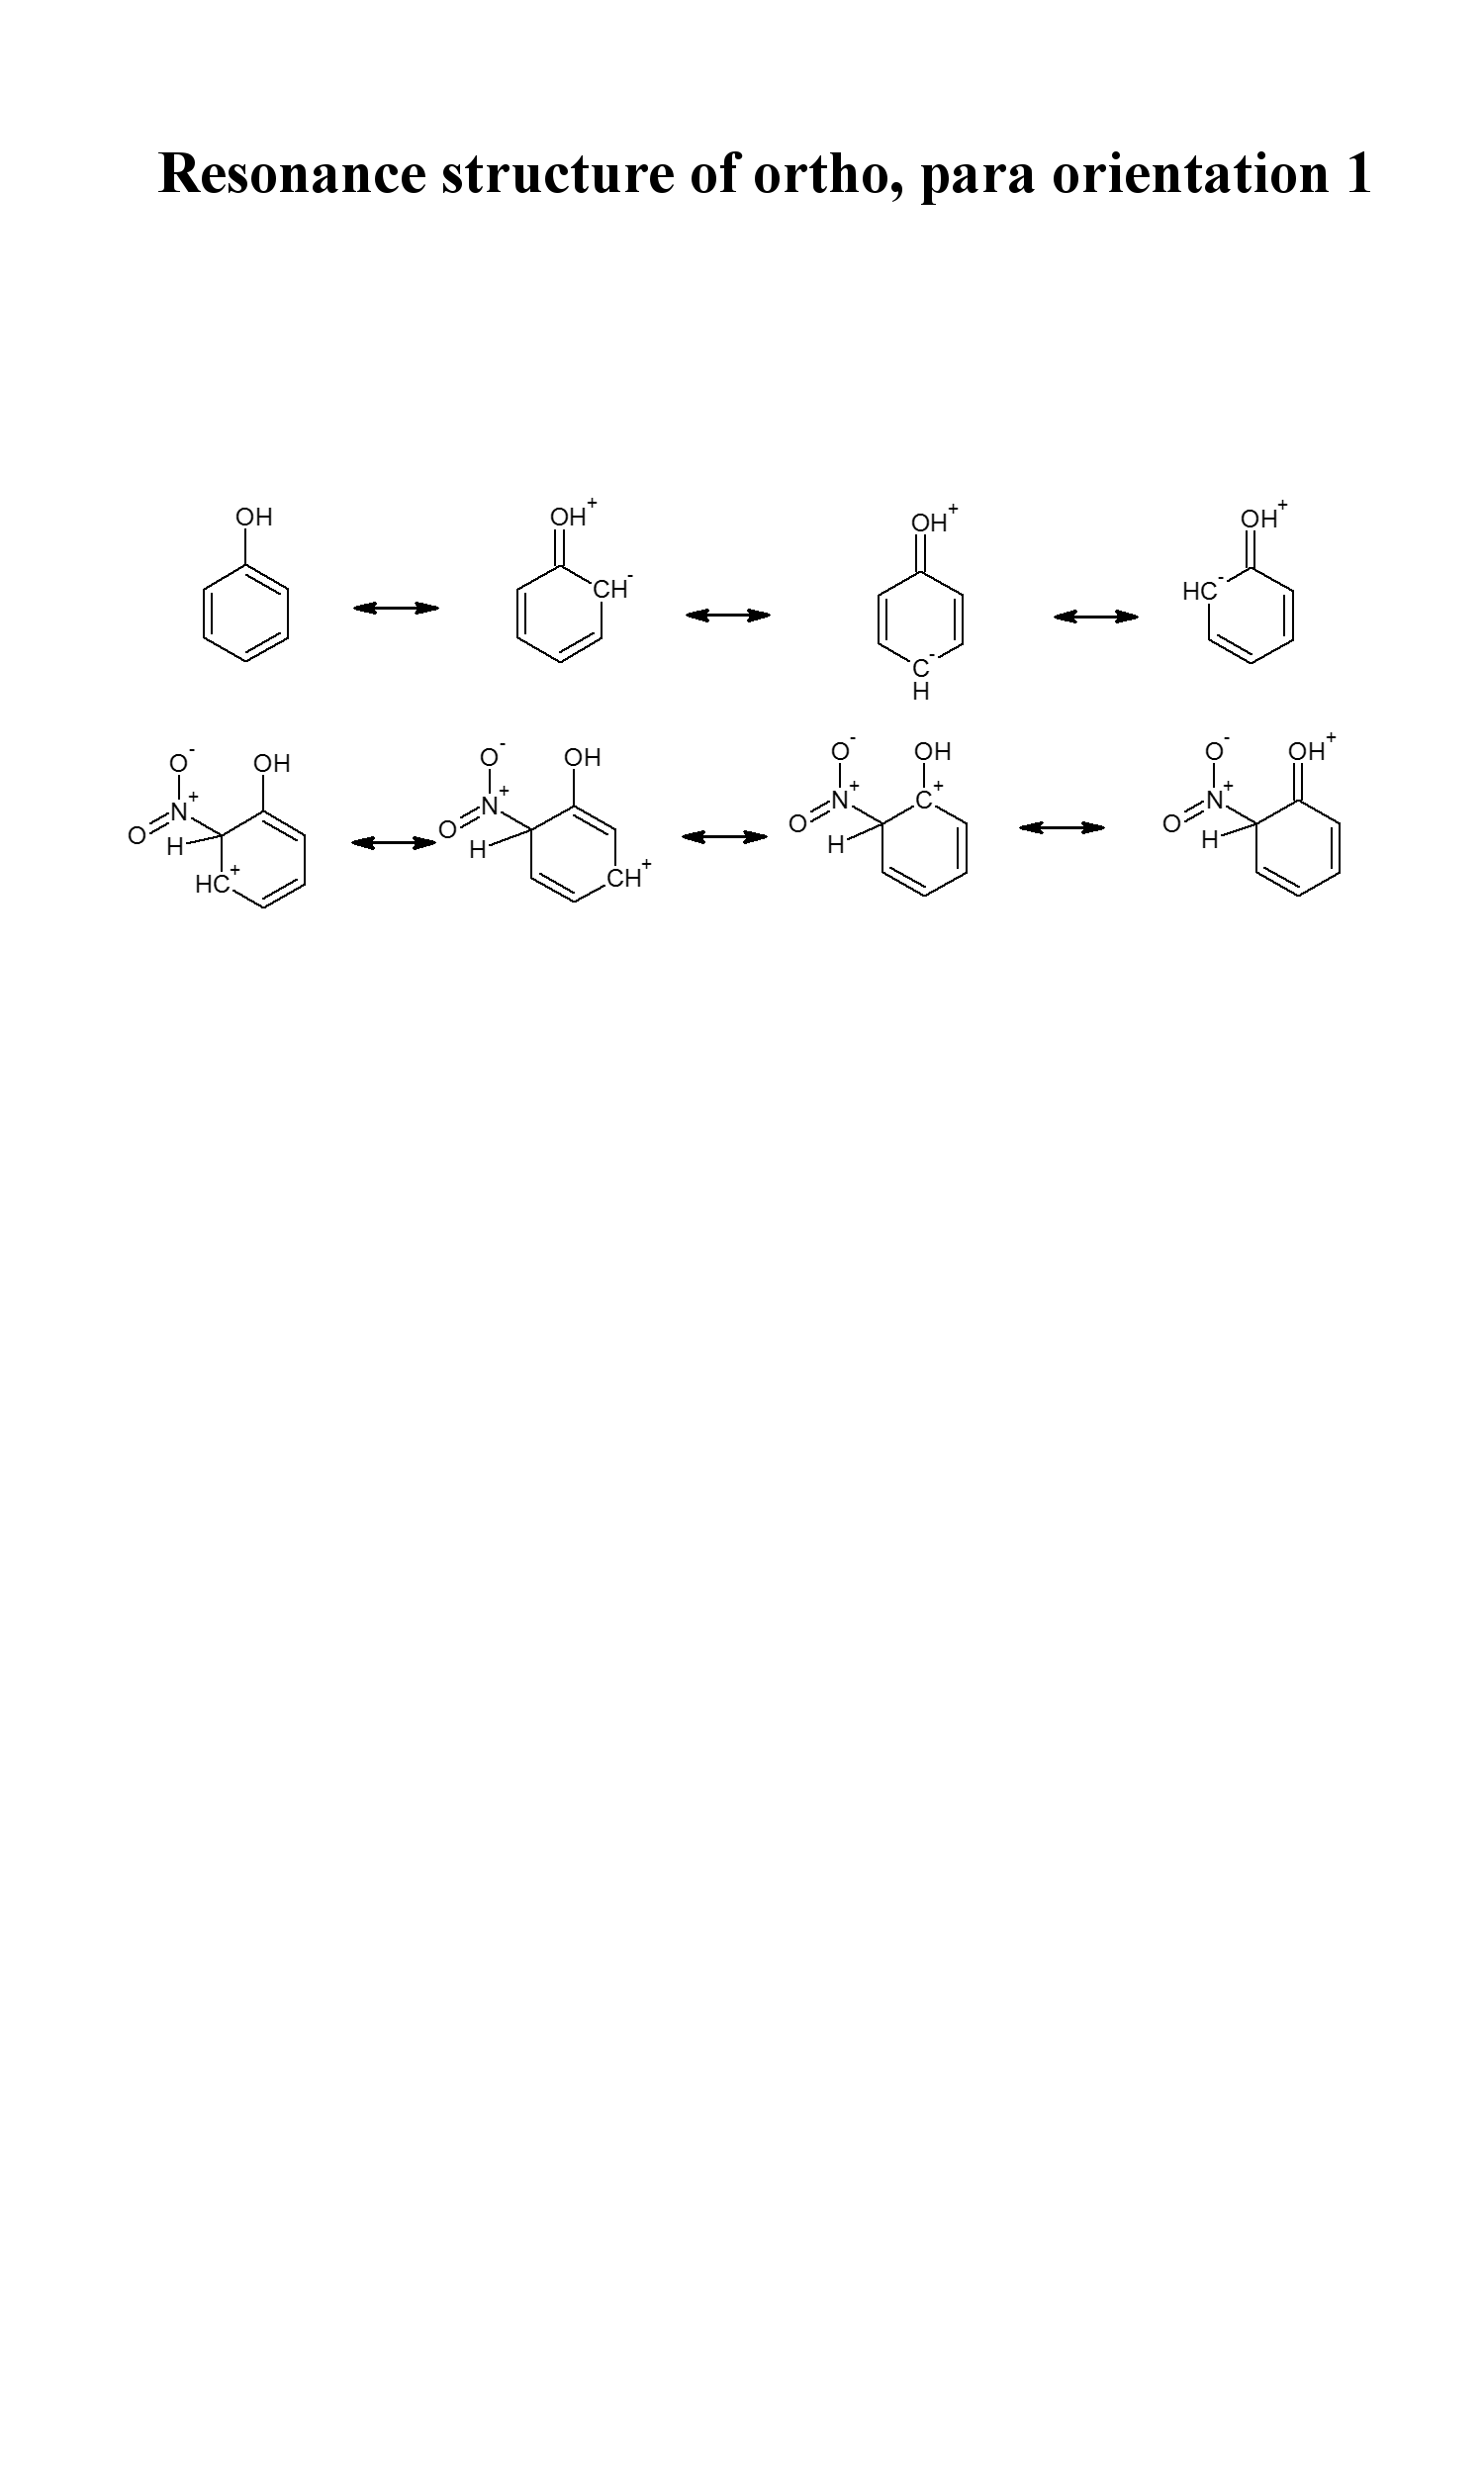 Resonance structure of ortho, para orientation 1
OH OH+ OH+ OH+
CH- HC-
C-
H
O- OH O- OH O- OH O- OH+
N+ N+ N+ C+ N+
O H O H O H O H
HC+ CH+